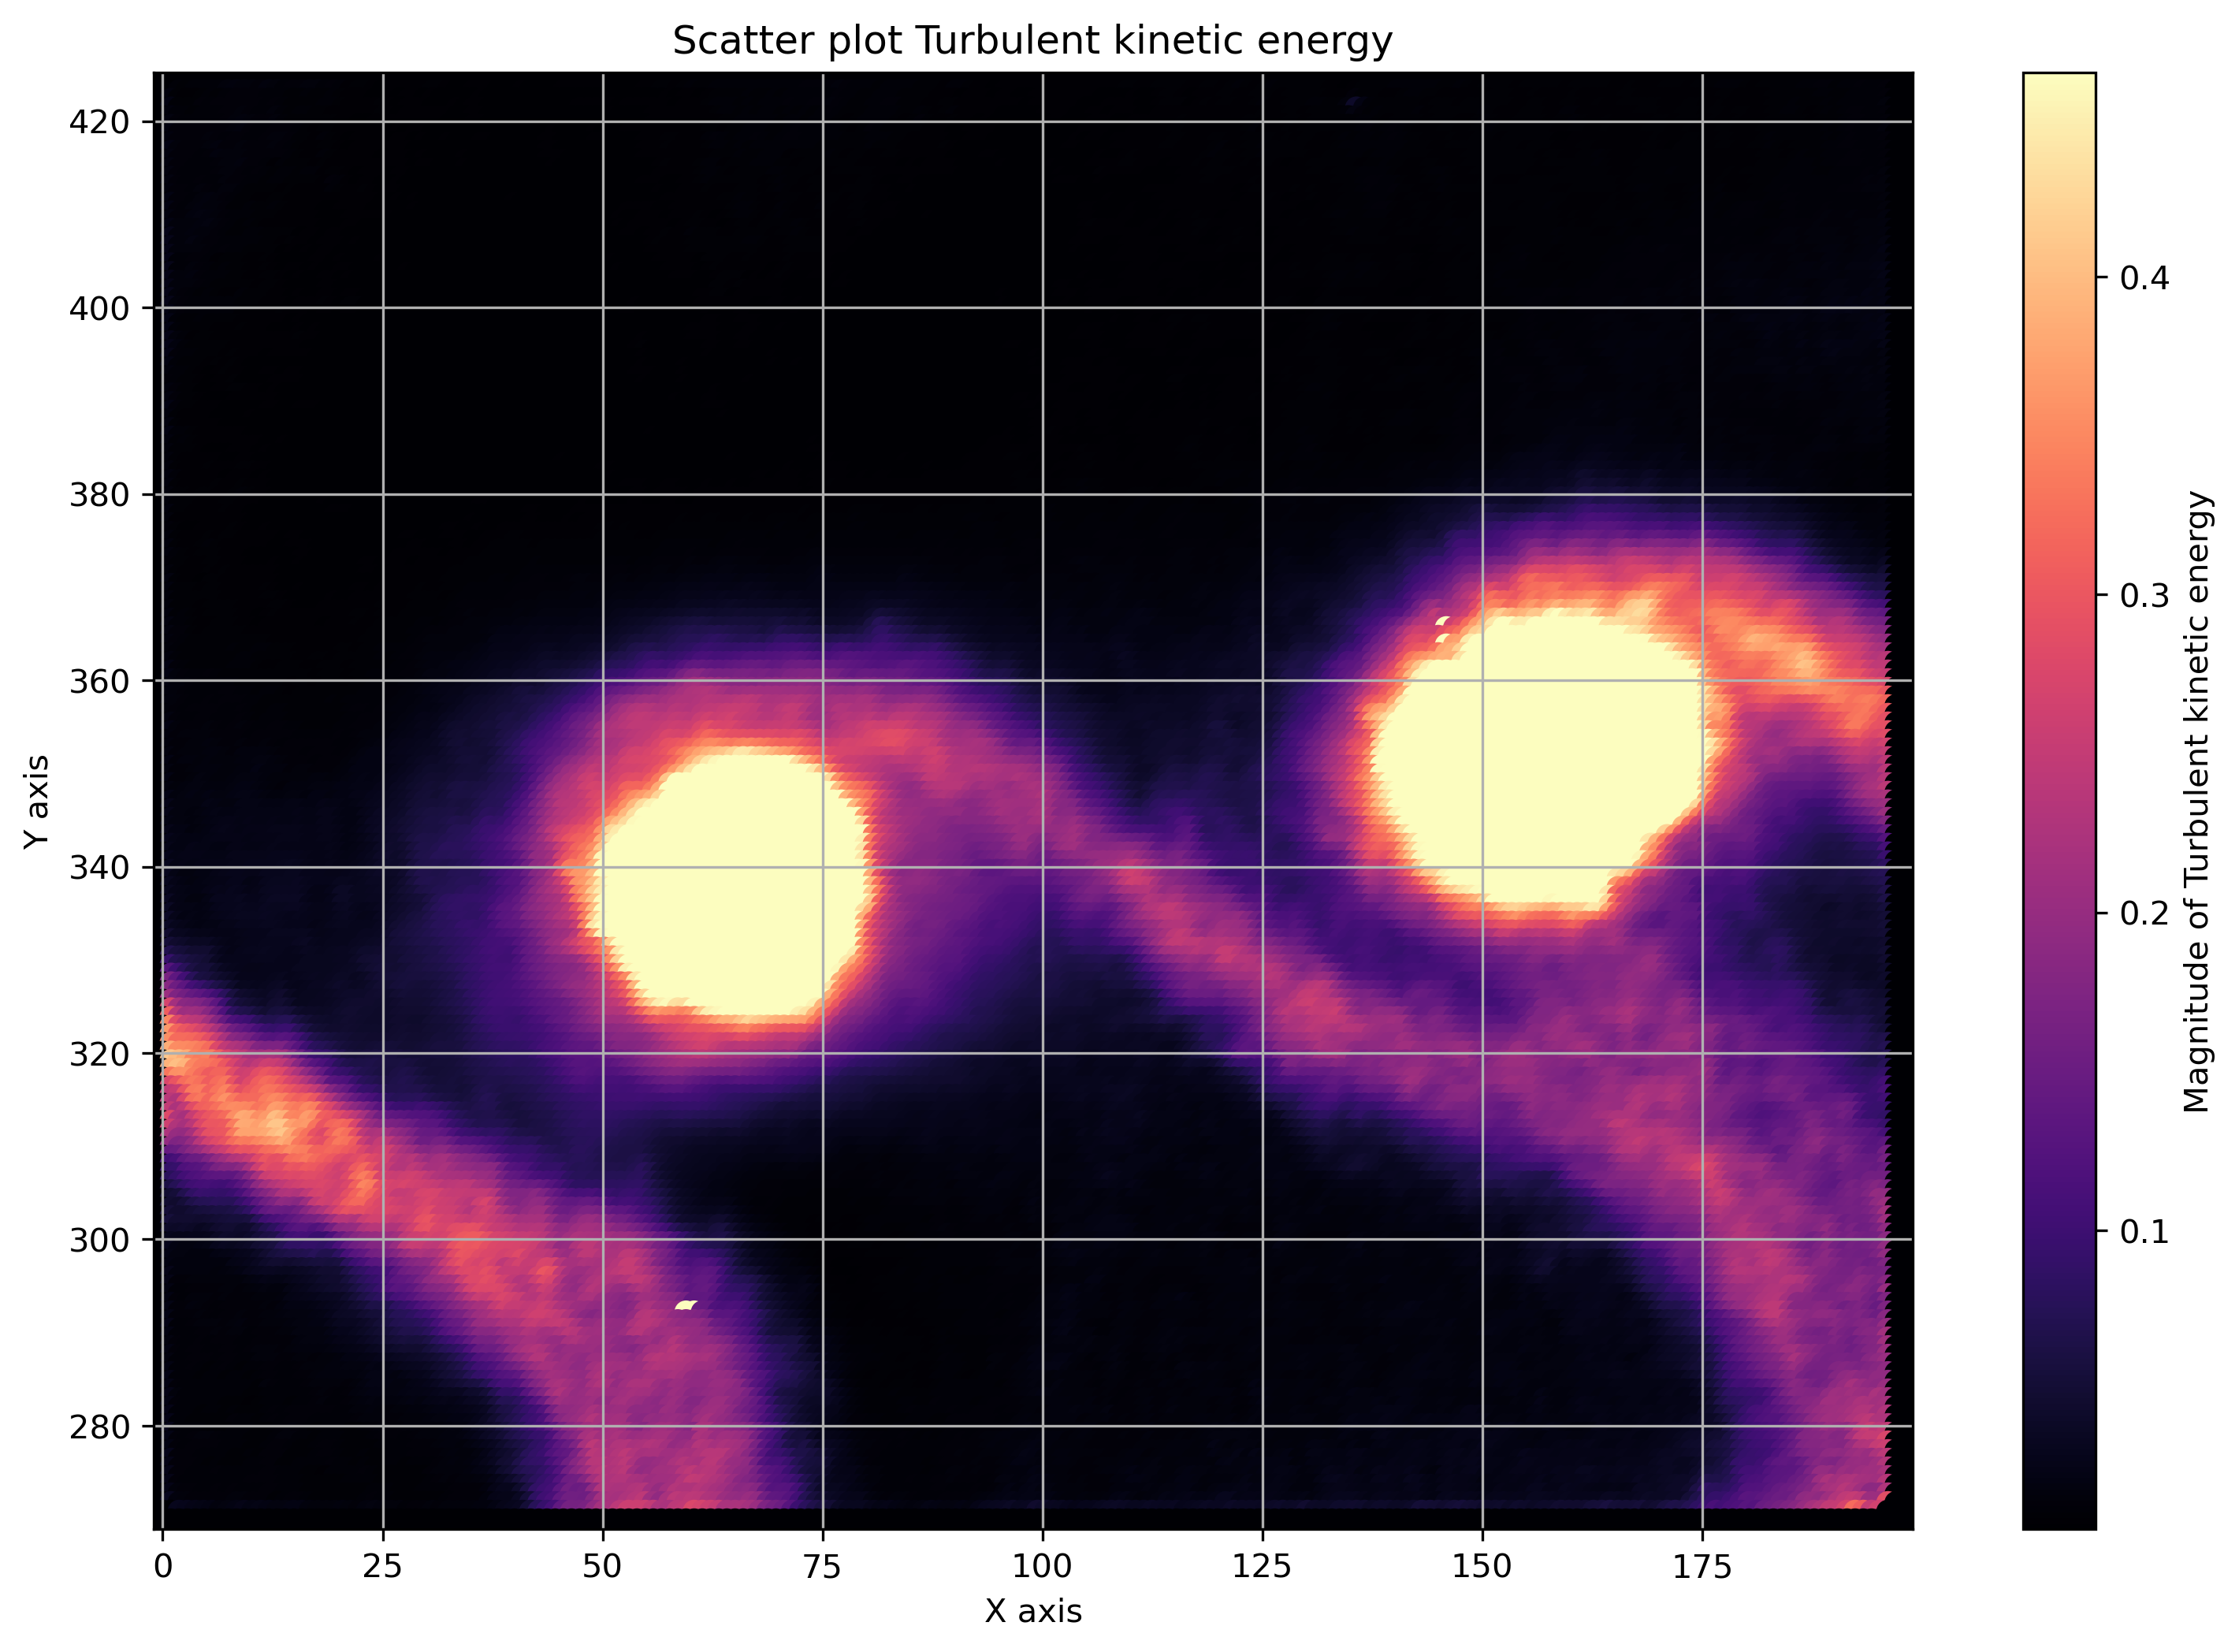 Scatter plot Turbulent kinetic energy
420
400
380
360
340
320
300
280
Y axis
0 25 50 75 100 125 150 175
X axis
0.4
0.3
0.2
0.1
Magnitude of Turbulent kinetic energy